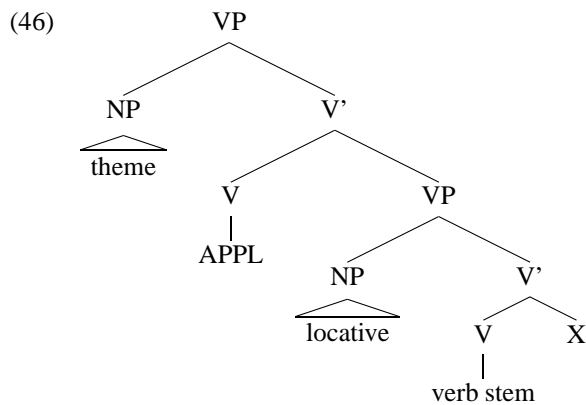 (46) VP
NP V'
theme
V VP
APPL
NP V'
locative V X
verb stem